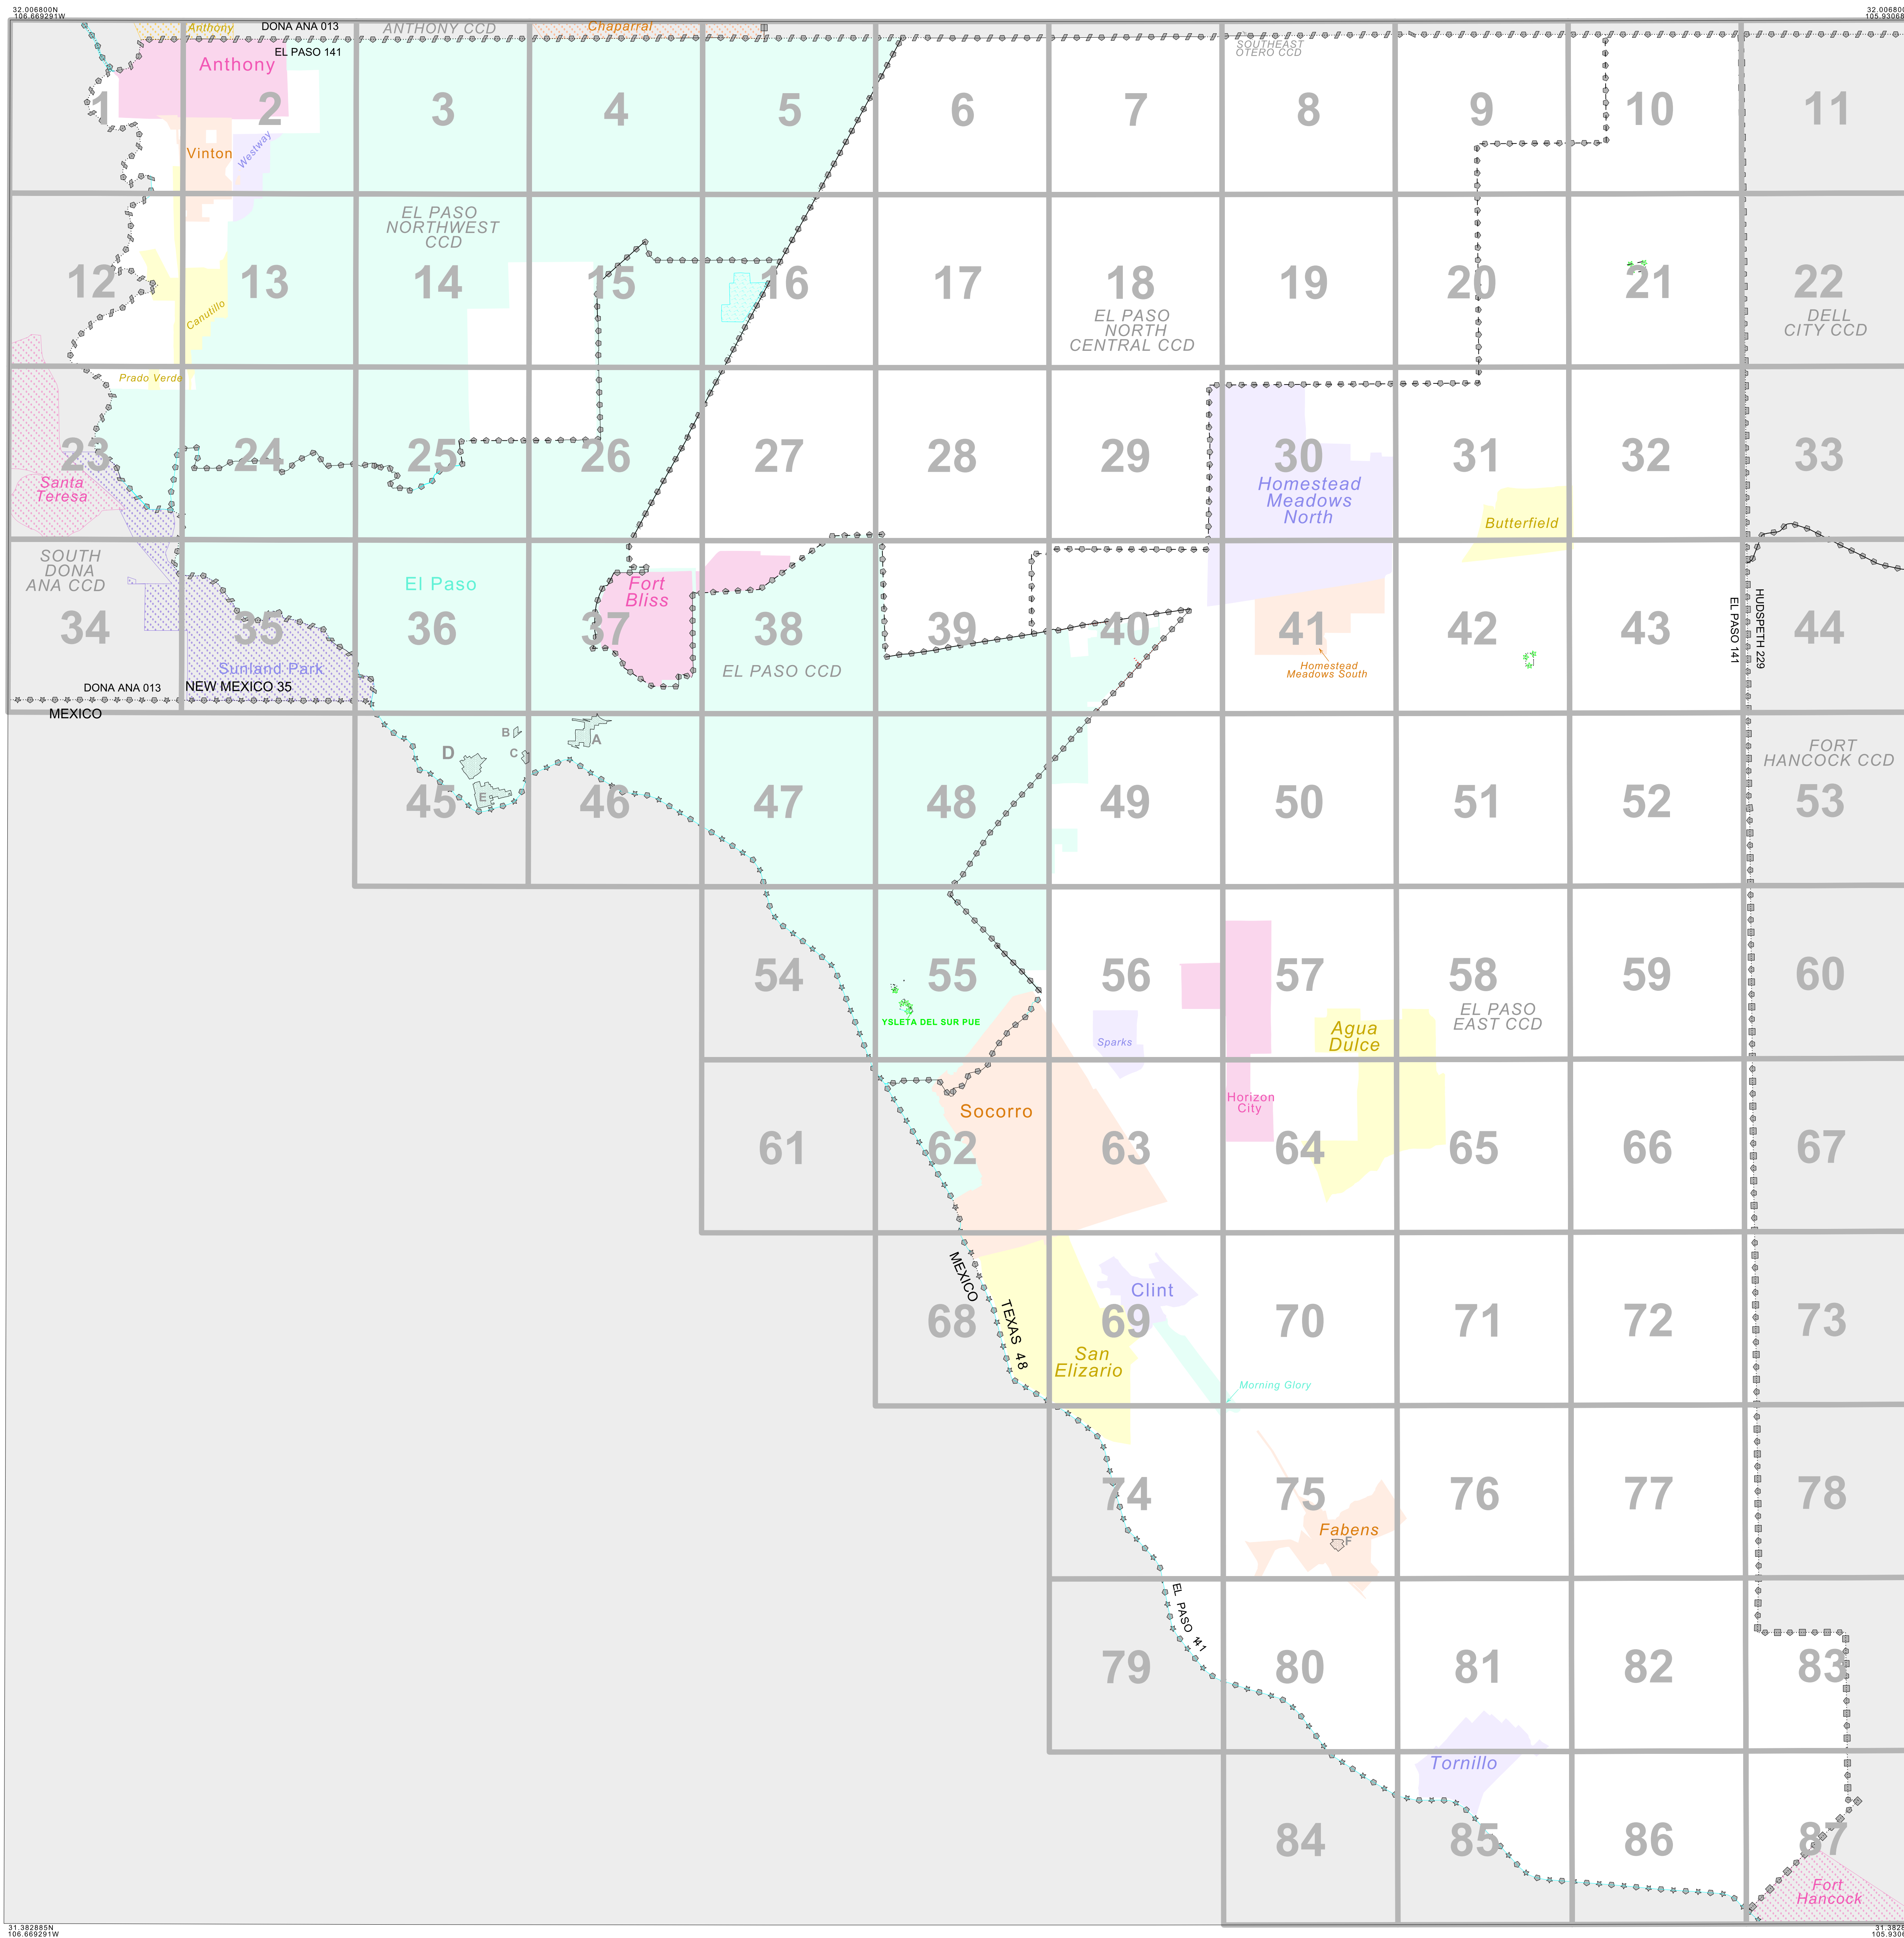 32.006800N
106.669291W
32.006800
105.93068
Anthony
DONA ANA 013
ANTHONY CCD
Chaparral
EL PASO 141
SOUTHEAST
OTERO CCD
Anthony
1
2
3
4
5
6
7
8
9
10
11
Vinton
Westway
EL PASO
NORTHWEST
CCD
12
13
14
15
16
17
18
19
20
21
22
Canutillo
EL PASO
NORTH
CENTRAL CCD
DELL
CITY CCD
Prado Verde
23
24
25
26
27
28
29
30
31
32
33
Santa
Teresa
Homestead
Meadows
North
Butterfield
SOUTH
DONA
ANA CCD
El Paso
Fort
Bliss
34
35
36
37
38
39
40
41
42
43
44
EL PASO 141
HUDSPETH 229
Sunland Park
EL PASO CCD
Homestead
Meadows South
DONA ANA 013
NEW MEXICO 35
MEXICO
A
B
C
D
E
FORT
HANCOCK CCD
45
46
47
48
49
50
51
52
53
54
55
56
57
58
59
60
YSLETA DEL SUR PUE
Sparks
Agua
Dulce
EL PASO
EAST CCD
Socorro
Horizon
City
61
62
63
64
65
66
67
MEXICO
TEXAS 48
Clint
68
69
70
71
72
73
San
Elizario
Morning Glory
74
75
76
77
78
Fabens
F
EL PASO 141
79
80
81
82
83
Tornillo
84
85
86
87
Fort
Hancock
31.382885N
106.669291W
31.3828
105.9306